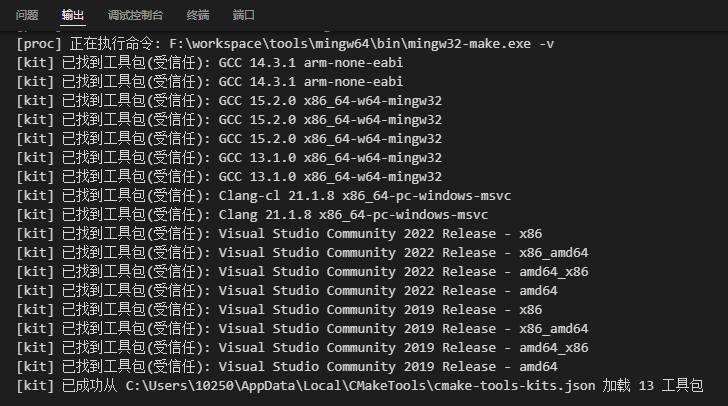 问题 输出 调试控制台 终端 端口
[proc] 正在执行命令: F:\workspace\tools\mingw64\bin\mingw32-make.exe -v
[kit] 已找到工具包(受信任): GCC 14.3.1 arm-none-eabi
[kit] 已找到工具包(受信任): GCC 14.3.1 arm-none-eabi
[kit] 已找到工具包(受信任): GCC 15.2.0 x86_64-w64-mingw32
[kit] 已找到工具包(受信任): GCC 15.2.0 x86_64-w64-mingw32
[kit] 已找到工具包(受信任): GCC 15.2.0 x86_64-w64-mingw32
[kit] 已找到工具包(受信任): GCC 13.1.0 x86_64-w64-mingw32
[kit] 已找到工具包(受信任): GCC 13.1.0 x86_64-w64-mingw32
[kit] 已找到工具包(受信任): Clang-cl 21.1.8 x86_64-pc-windows-msvc
[kit] 已找到工具包(受信任): Clang 21.1.8 x86_64-pc-windows-msvc
[kit] 已找到工具包(受信任): Visual Studio Community 2022 Release - x86
[kit] 已找到工具包(受信任): Visual Studio Community 2022 Release - x86_amd64
[kit] 已找到工具包(受信任): Visual Studio Community 2022 Release - amd64_x86
[kit] 已找到工具包(受信任): Visual Studio Community 2022 Release - amd64
[kit] 已找到工具包(受信任): Visual Studio Community 2019 Release - x86
[kit] 已找到工具包(受信任): Visual Studio Community 2019 Release - x86_amd64
[kit] 已找到工具包(受信任): Visual Studio Community 2019 Release - amd64_x86
[kit] 已找到工具包(受信任): Visual Studio Community 2019 Release - amd64
[kit] 已成功从 C:\Users\10250\AppData\Local\CMakeTools\cmake-tools-kits.json 加载 13 工具包